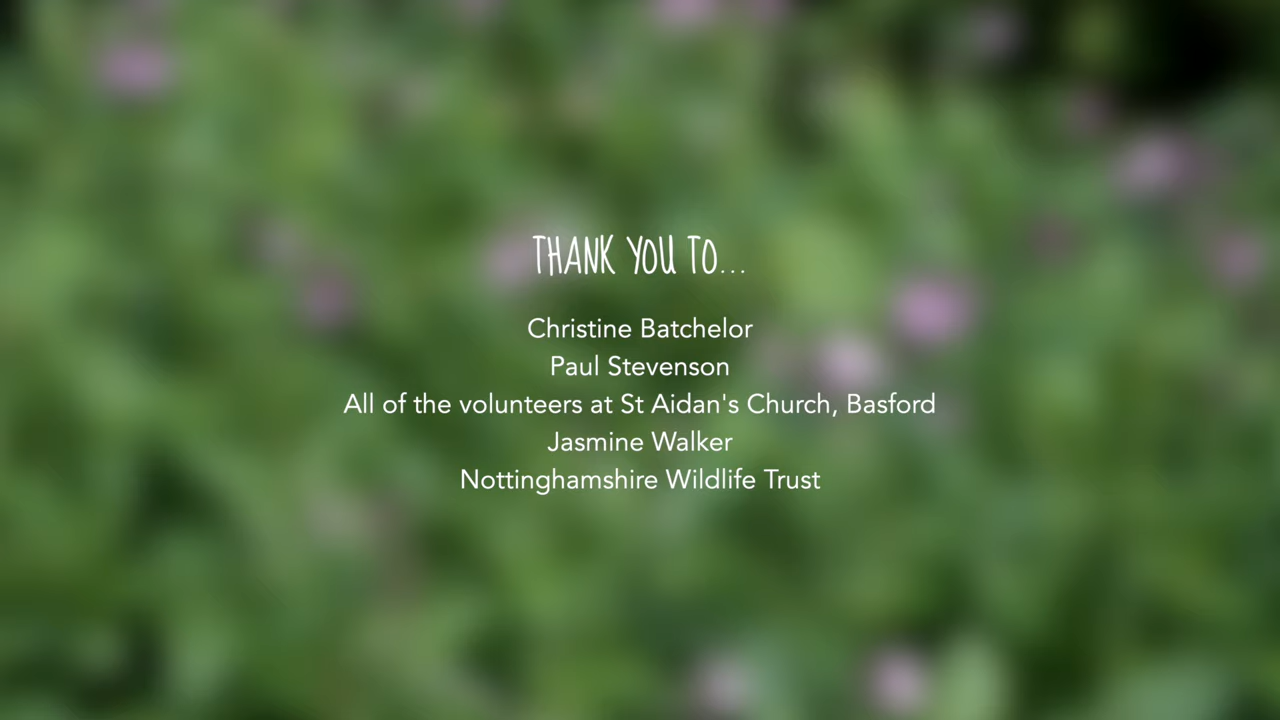 THANK YOU TO...
Christine Batchelor
Paul Stevenson
All of the volunteers at St Aidan's Church, Basford
Jasmine Walker
Nottinghamshire Wildlife Trust